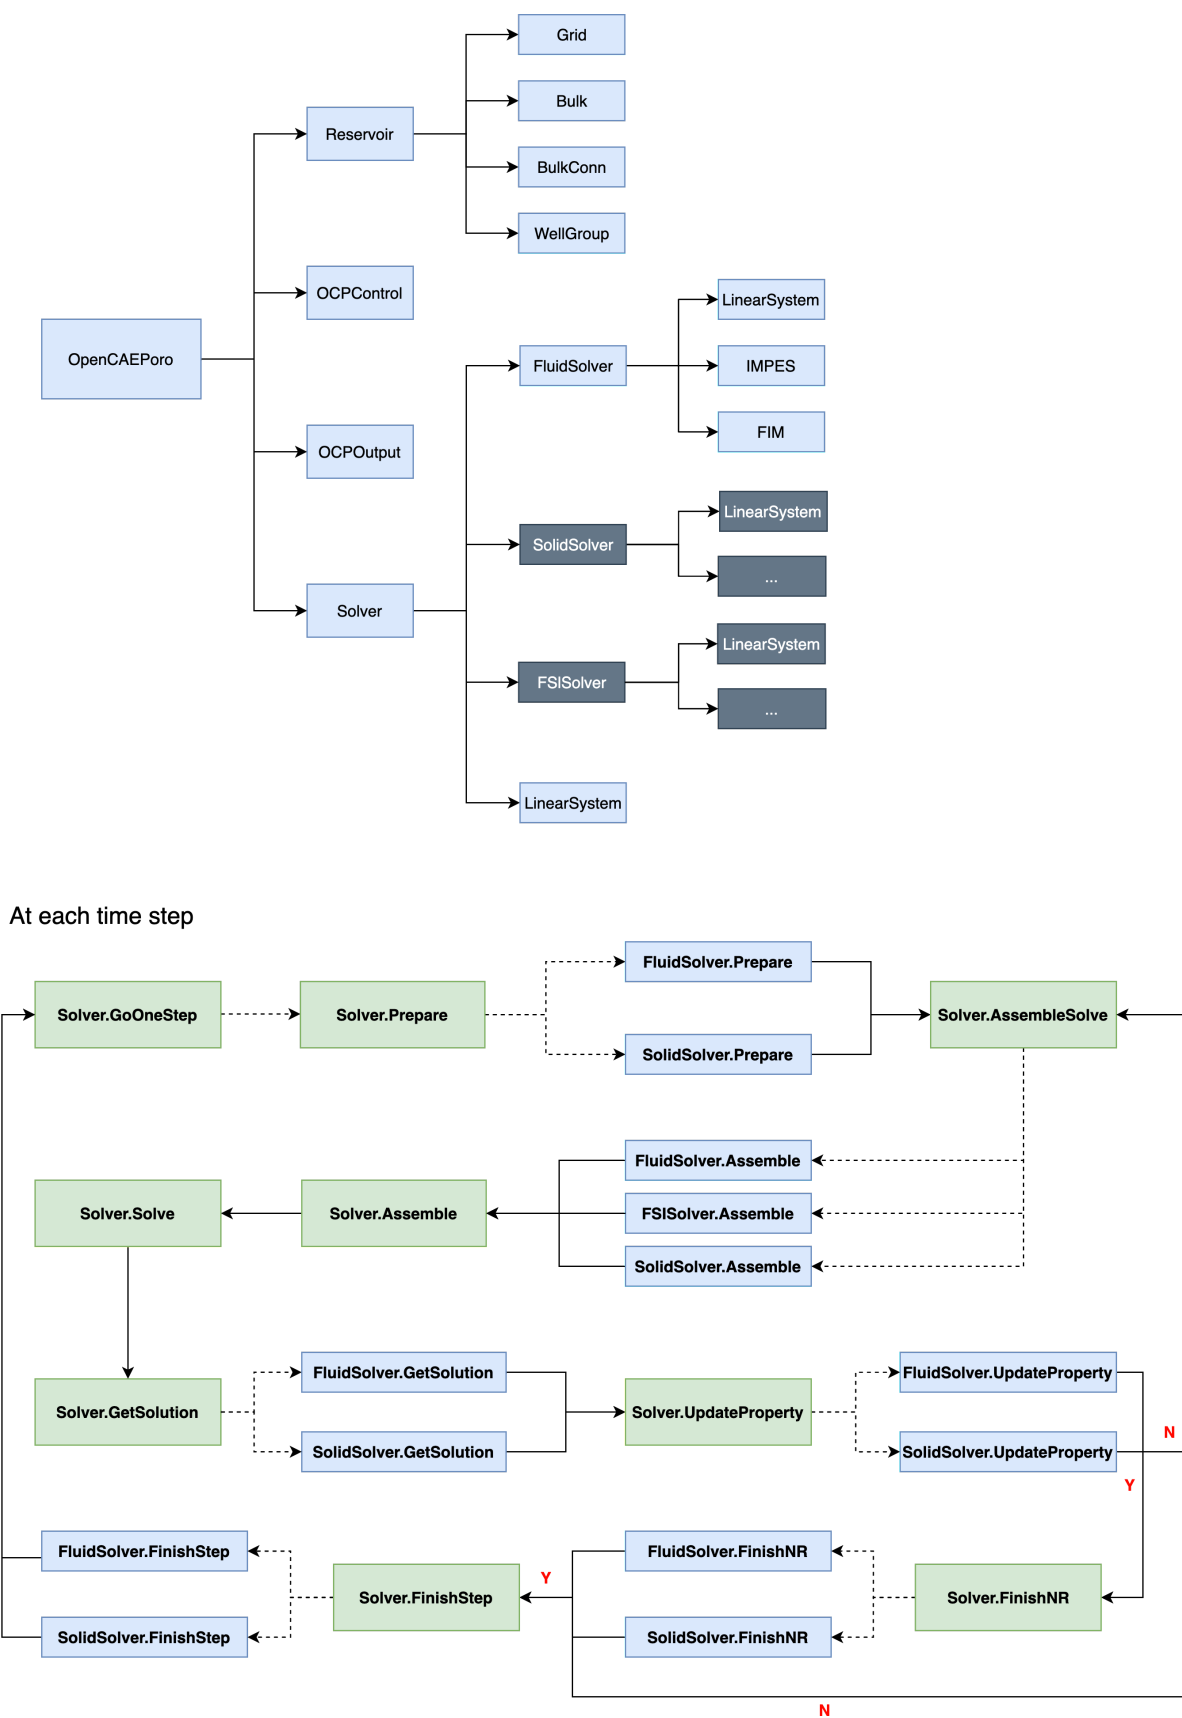 Grid
Bulk
Reservoir
BulkConn
WellGroup
OCPControl
LinearSystem
OpenCAEPoro
FluidSolver
IMPES
FIM
OCPOutput
LinearSystem
SolidSolver
...
Solver
LinearSystem
FSISolver
...
LinearSystem
At each time step
FluidSolver.Prepare
Solver.GoOneStep
Solver.Prepare
Solver.AssembleSolve
SolidSolver.Prepare
FluidSolver.Assemble
Solver.Solve
Solver.Assemble
FSISolver.Assemble
SolidSolver.Assemble
FluidSolver.GetSolution
FluidSolver.UpdateProperty
Solver.GetSolution
Solver.UpdateProperty
N
SolidSolver.GetSolution
SolidSolver.UpdateProperty
Y
FluidSolver.FinishStep
FluidSolver.FinishNR
Y
Solver.FinishStep
Solver.FinishNR
SolidSolver.FinishStep
SolidSolver.FinishNR
N